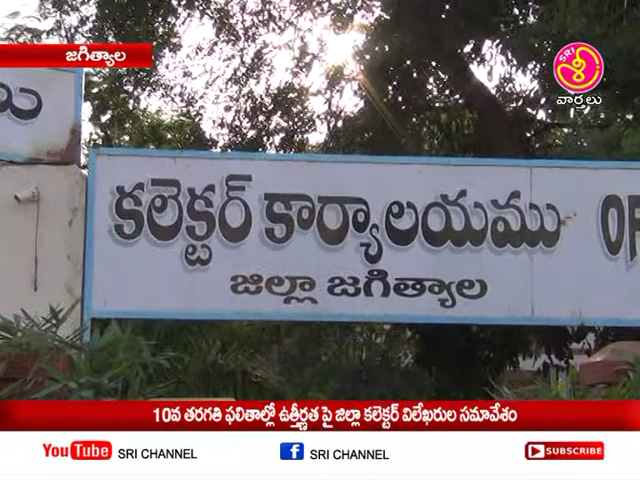 జగిత్యాల
SRI
శ్రీ
వార్తలు
కలెక్టర్ కార్యాలయము
జిల్లా జగిత్యాల
10వ తరగతి ఫలితాల్లో ఉత్తీర్ణత పై జిల్లా కలెక్టర్ విలేఖరుల సమావేశం
YouTube SRI CHANNEL
f SRI CHANNEL
SUBSCRIBE